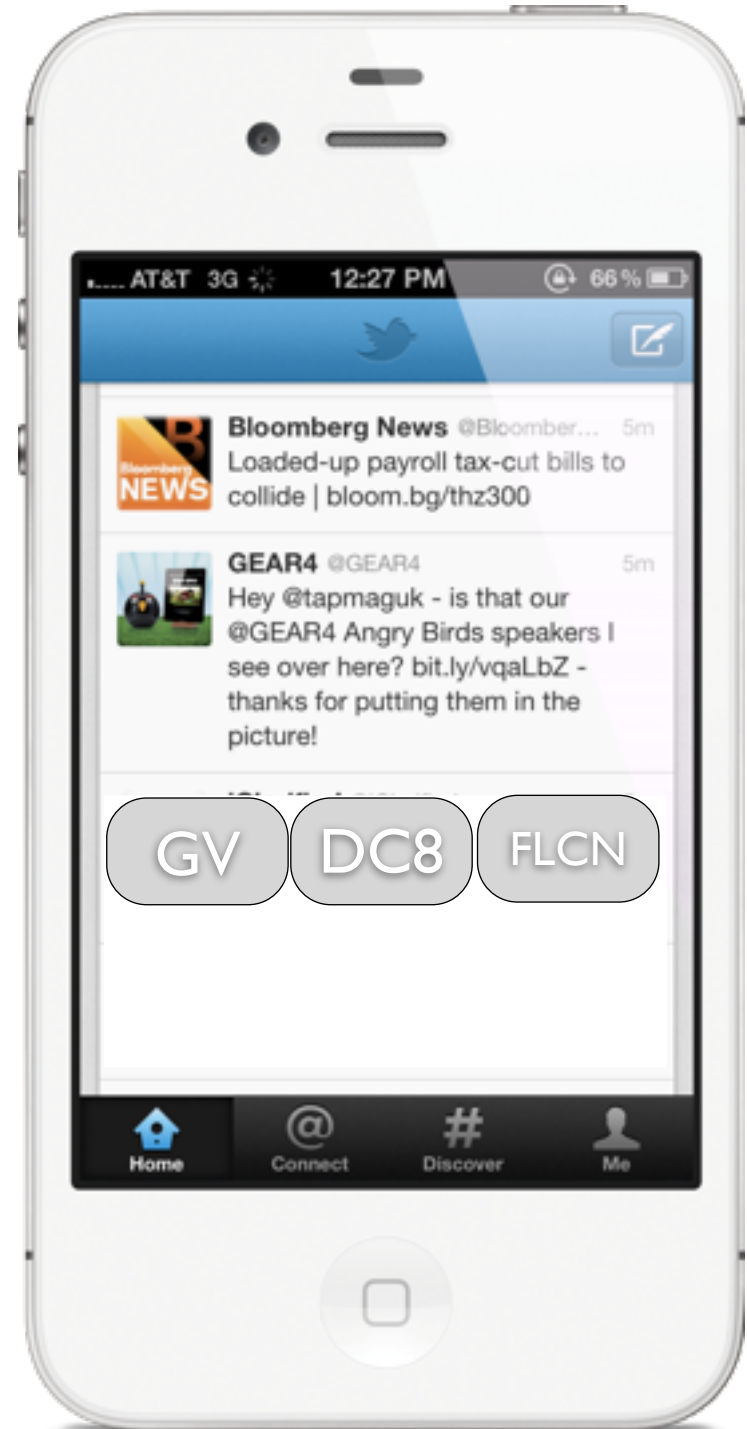 AT&T 3G 12:27 PM 66%
Bloomberg News @Bloomber... 5m
Bloomberg
NEWS
Loaded-up payroll tax-cut bills to
collide | bloom.bg/thz300
GEAR4 @GEAR4 5m
Hey @tapmaguk - is that our
@GEAR4 Angry Birds speakers I
see over here? bit.ly/vqaLbZ -
thanks for putting them in the
picture!
GV DC8 FLCN
Home Connect Discover Me